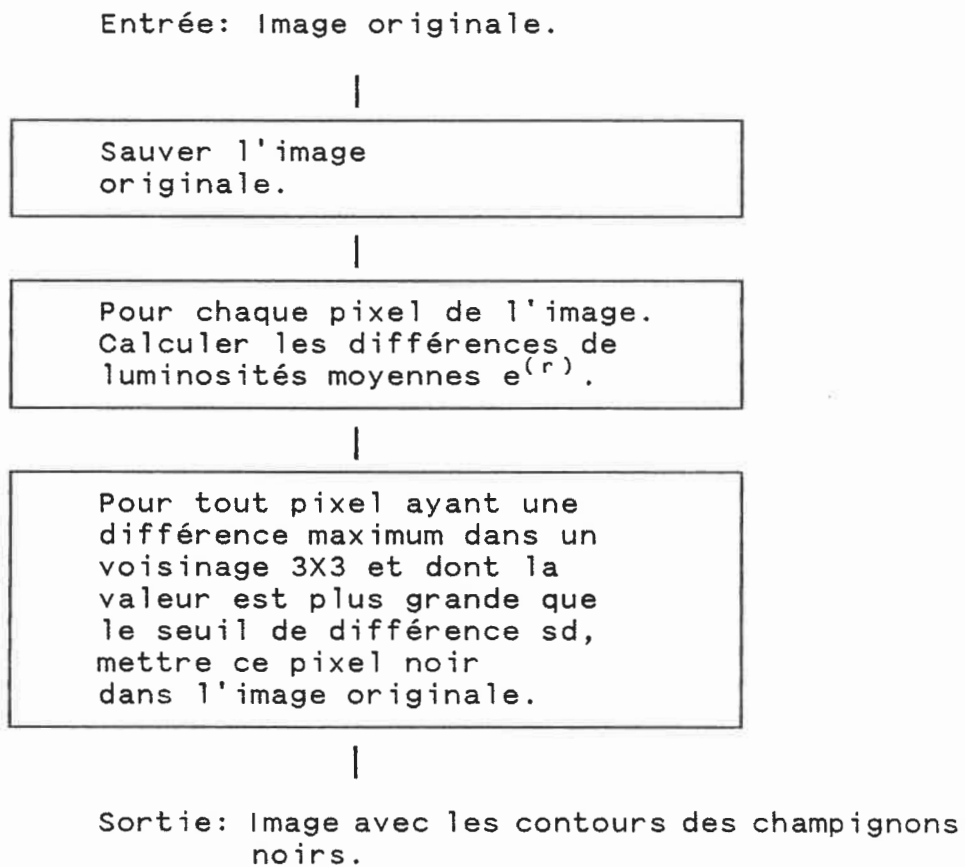 Entrée: Image originale.
Sauver l'image
originale.
Pour chaque pixel de l'image.
Calculer les différences de
luminosités moyennes e(r).
Pour tout pixel ayant une
différence maximum dans un
voisinage 3X3 et dont la
valeur est plus grande que
le seuil de différence sd,
mettre ce pixel noir
dans l'image originale.
Sortie: Image avec les contours des champignons
noirs.